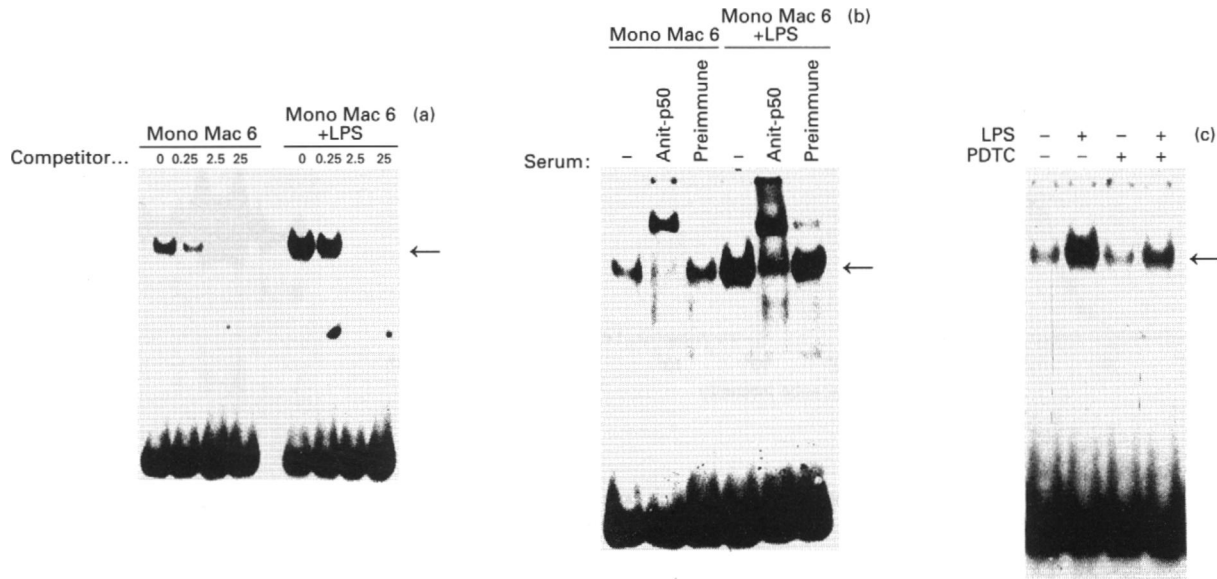 (a)
Mono Mac 6
Mono Mac 6
+LPS
Competitor...
0 0.25 2.5 25
0 0.25 2.5 25
←
(b)
Mono Mac 6
Mono Mac 6
+LPS
Serum:
–
Anit-p50
Preimmune
–
Anit-p50
Preimmune
←
(c)
LPS – + – +
PDTC – – + +
←